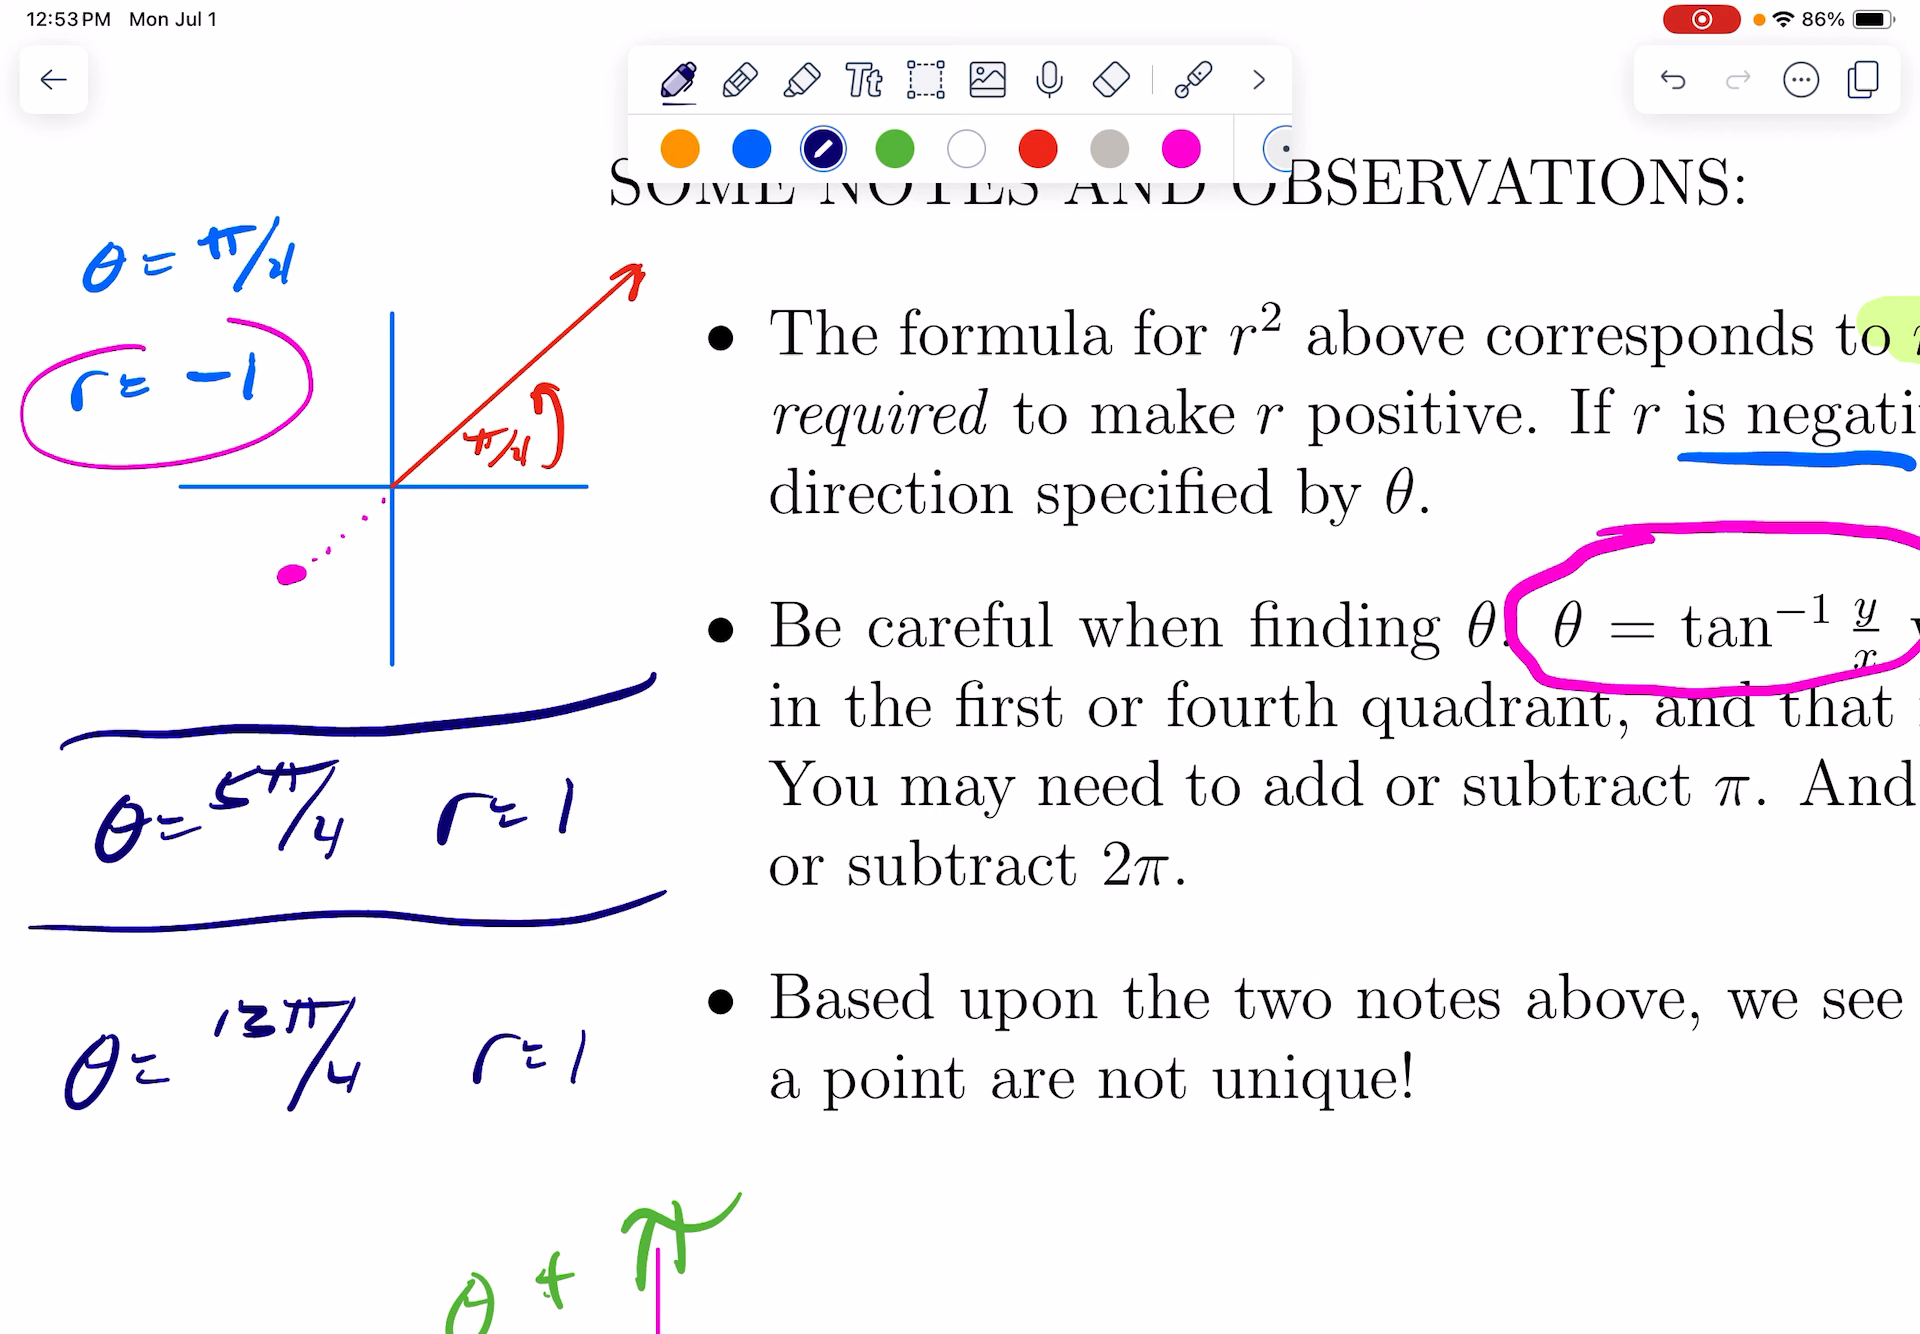 12:53 PM Mon Jul 1
86%
Tt
SOME NOTES AND OBSERVATIONS:
θ = π/4
r = -1
π/4
θ = 5π/4 r = 1
θ = 13π/4 r = 1
• The formula for r² above corresponds to
required to make r positive. If r is negati
direction specified by θ.
• Be careful when finding θ. θ = tan⁻¹ y/x
in the first or fourth quadrant, and that
You may need to add or subtract π. And
or subtract 2π.
• Based upon the two notes above, we see
a point are not unique!
θ + π